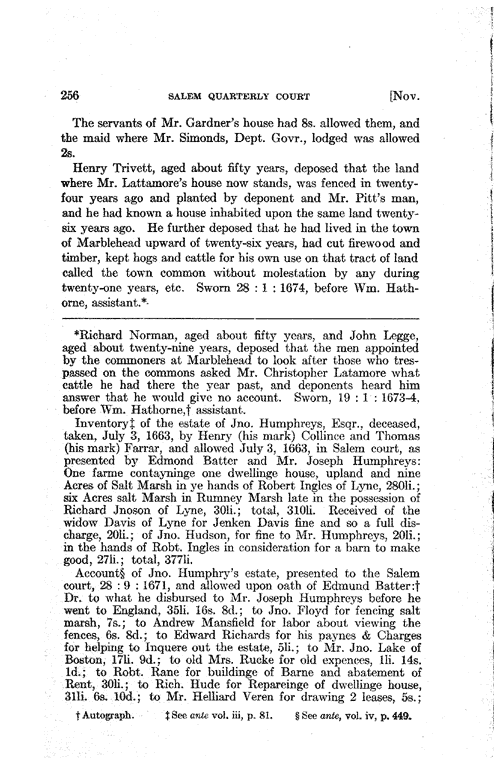 256 SALEM QUARTERLY COURT [Nov.
The servants of Mr. Gardner's house had 8s. allowed them, and
the maid where Mr. Simonds, Dept. Govr., lodged was allowed
2s.
Henry Trivett, aged about fifty years, deposed that the land
where Mr. Lattamore's house now stands, was fenced in twenty-
four years ago and planted by deponent and Mr. Pitt's man,
and he had known a house inhabited upon the same land twenty-
six years ago. He further deposed that he had lived in the town
of Marblehead upward of twenty-six years, had cut firewood and
timber, kept hogs and cattle for his own use on that tract of land
called the town common without molestation by any during
twenty-one years, etc. Sworn 28 : 1 : 1674, before Wm. Hath-
orne, assistant.*
*Richard Norman, aged about fifty years, and John Legge,
aged about twenty-nine years, deposed that the men appointed
by the commoners at Marblehead to look after those who tres-
passed on the commons asked Mr. Christopher Latamore what
cattle he had there the year past, and deponents heard him
answer that he would give no account. Sworn, 19 : 1 : 1673-4,
before Wm. Hathorne,† assistant.
Inventory‡ of the estate of Jno. Humphreys, Esqr., deceased,
taken, July 3, 1663, by Henry (his mark) Collince and Thomas
(his mark) Farrar, and allowed July 3, 1663, in Salem court, as
presented by Edmond Batter and Mr. Joseph Humphreys:
One farme contayninge one dwellinge house, upland and nine
Acres of Salt Marsh in ye hands of Robert Ingles of Lyne, 280li.;
six Acres salt Marsh in Rumney Marsh late in the possession of
Richard Jnoson of Lyne, 30li.; total, 310li. Received of the
widow Davis of Lyne for Jenken Davis fine and so a full dis-
charge, 20li.; of Jno. Hudson, for fine to Mr. Humphreys, 20li.;
in the hands of Robt. Ingles in consideration for a barn to make
good, 27li.; total, 377li.
Account§ of Jno. Humphry's estate, presented to the Salem
court, 28 : 9 : 1671, and allowed upon oath of Edmund Batter:†
Dr. to what he disbursed to Mr. Joseph Humphreys before he
went to England, 35li. 16s. 8d.; to Jno. Floyd for fencing salt
marsh, 7s.; to Andrew Mansfield for labor about viewing the
fences, 6s. 8d.; to Edward Richards for his paynes & Charges
for helping to Inquere out the estate, 5li.; to Mr. Jno. Lake of
Boston, 17li. 9d.; to old Mrs. Rucke for old expences, 1li. 14s.
1d.; to Robt. Rane for buildinge of Barne and abatement of
Rent, 30li.; to Rich. Hude for Repareinge of dwellinge house,
31li. 6s. 10d.; to Mr. Helliard Veren for drawing 2 leases, 5s.;
† Autograph. ‡ See ante vol. iii, p. 81. § See ante, vol. iv, p. 449.